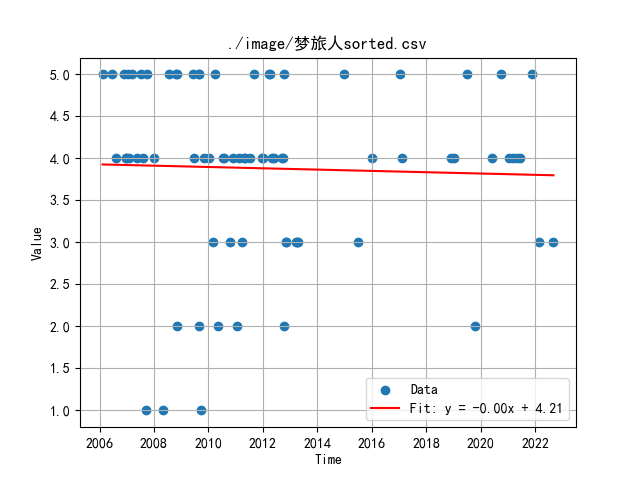 ./image/梦旅人sorted.csv
Value
5.0
4.5
4.0
3.5
3.0
2.5
2.0
1.5
1.0
Data
Fit: y = -0.00x + 4.21
2006 2008 2010 2012 2014 2016 2018 2020 2022
Time